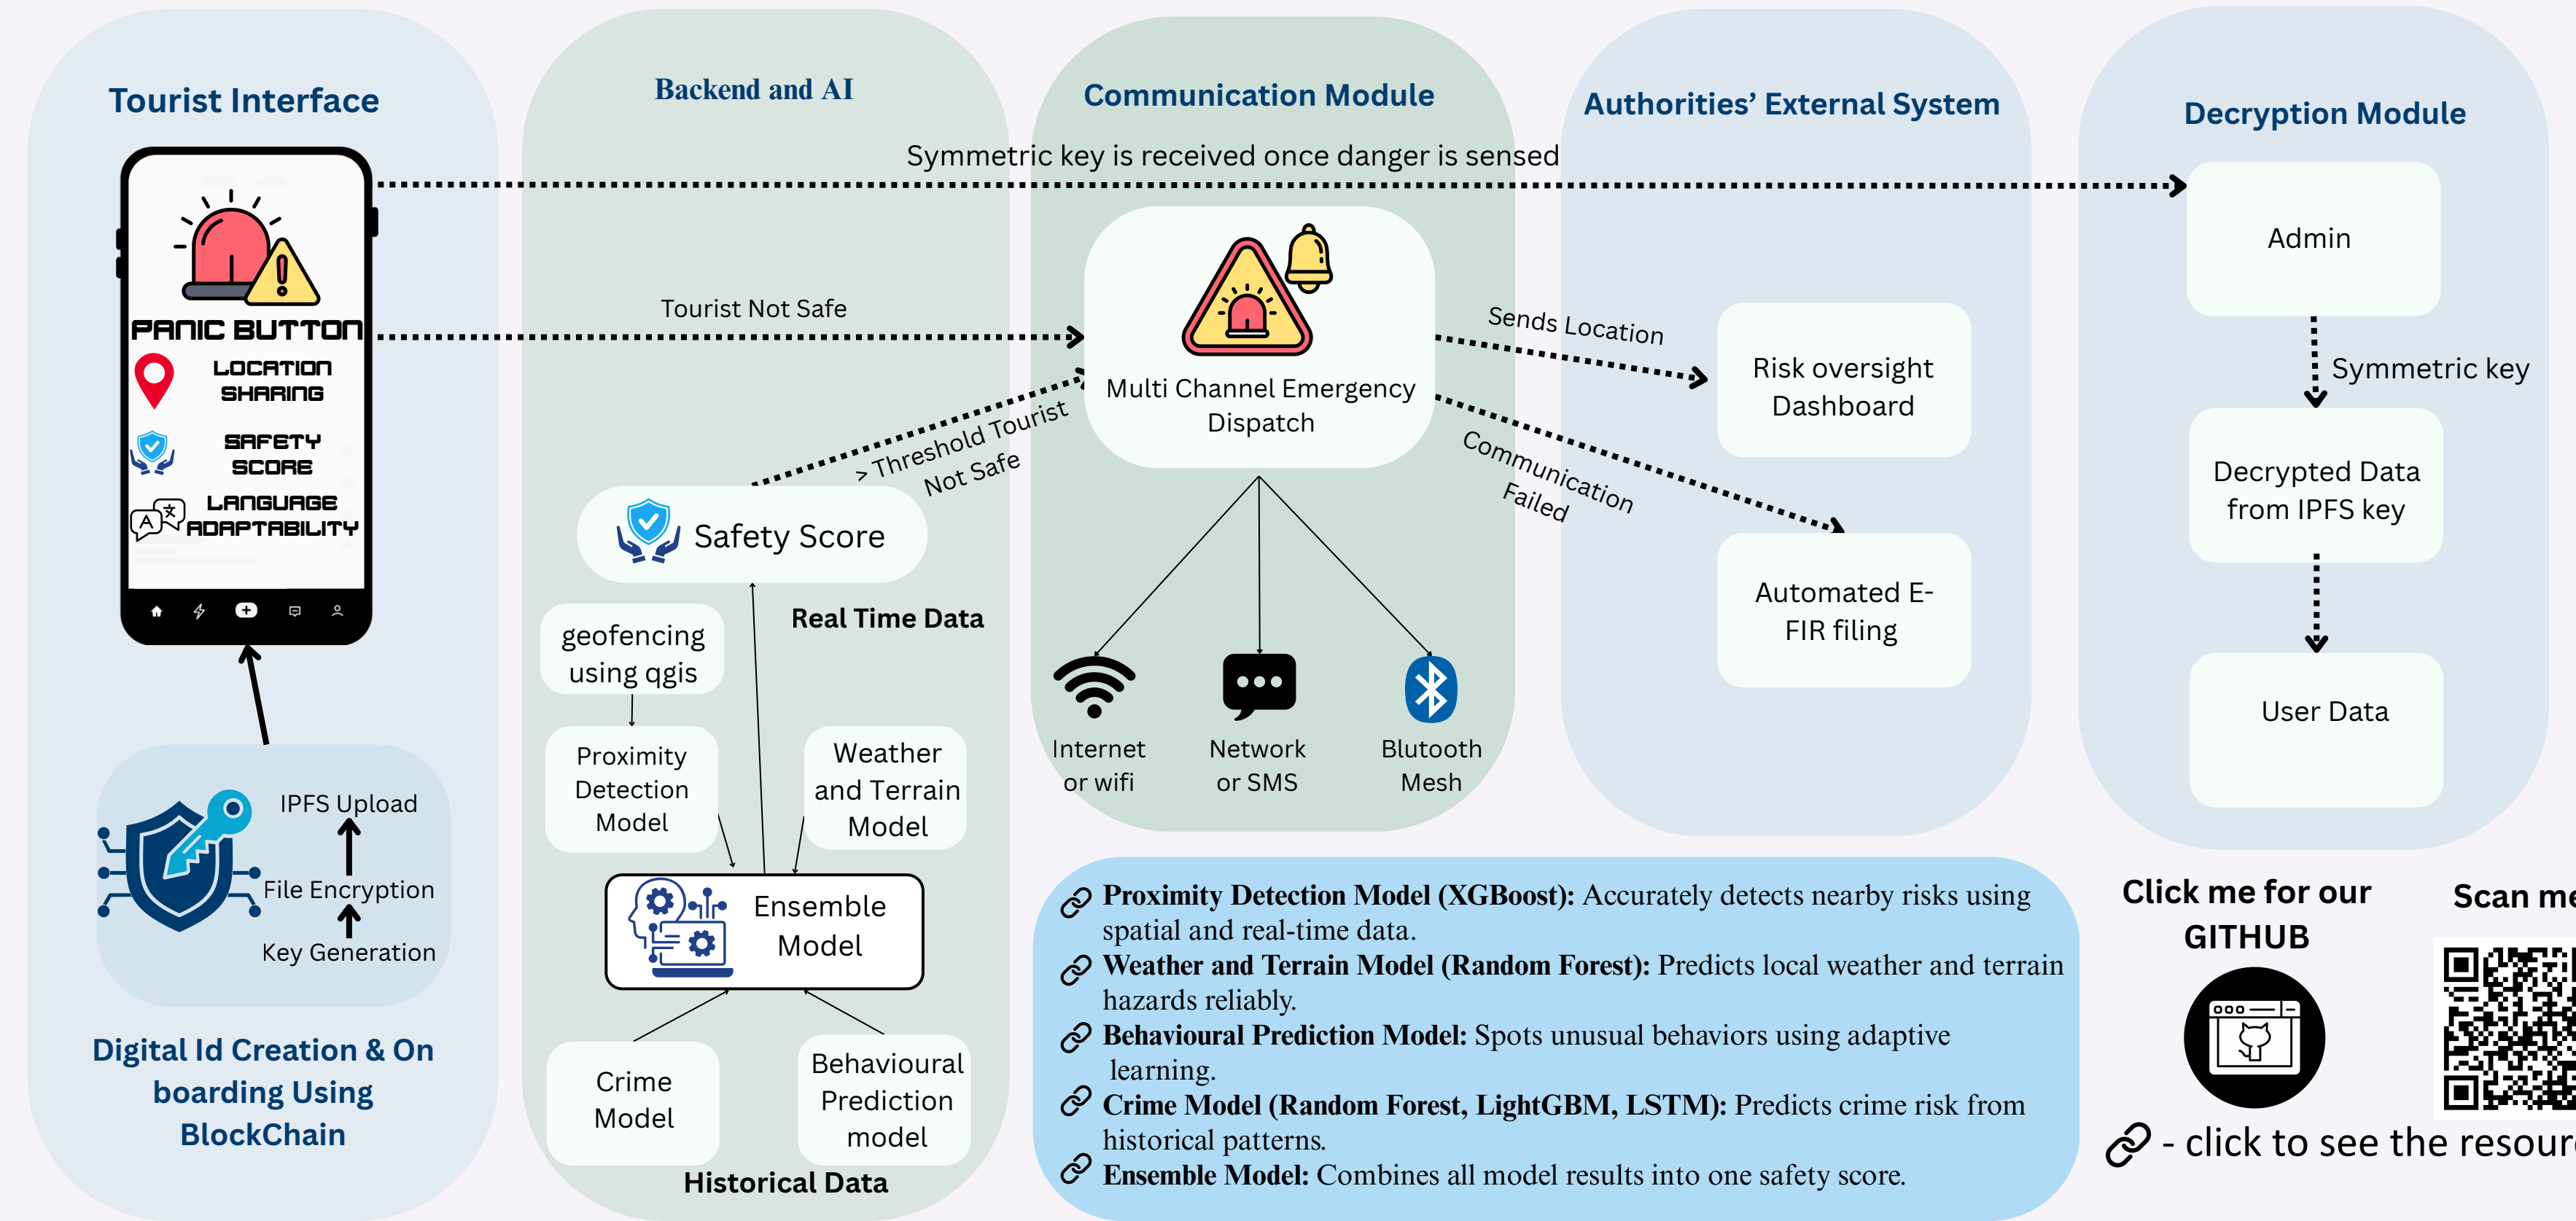 Tourist Interface
PANIC BUTTON
LOCATION
SHARING
SAFETY
SCORE
LANGUAGE
ADAPTABILITY
IPFS Upload
File Encryption
Key Generation
Digital Id Creation & On
boarding Using
BlockChain
Backend and AI
Symmetric key is received once danger is sensed
Tourist Not Safe
> Threshold Tourist
Not Safe
Safety Score
Real Time Data
geofencing
using qgis
Proximity
Detection
Model
Weather
and Terrain
Model
Ensemble
Model
Crime
Model
Behavioural
Prediction
model
Historical Data
Communication Module
Multi Channel Emergency
Dispatch
Internet
or wifi
Network
or SMS
Blutooth
Mesh
Authorities’ External System
Sends Location
Communication
Failed
Risk oversight
Dashboard
Automated E-
FIR filing
Decryption Module
Admin
Symmetric key
Decrypted Data
from IPFS key
User Data
Proximity Detection Model (XGBoost): Accurately detects nearby risks using
spatial and real-time data.
Weather and Terrain Model (Random Forest): Predicts local weather and terrain
hazards reliably.
Behavioural Prediction Model: Spots unusual behaviors using adaptive
learning.
Crime Model (Random Forest, LightGBM, LSTM): Predicts crime risk from
historical patterns.
Ensemble Model: Combines all model results into one safety score.
Click me for our
GITHUB
Scan me
- click to see the resour